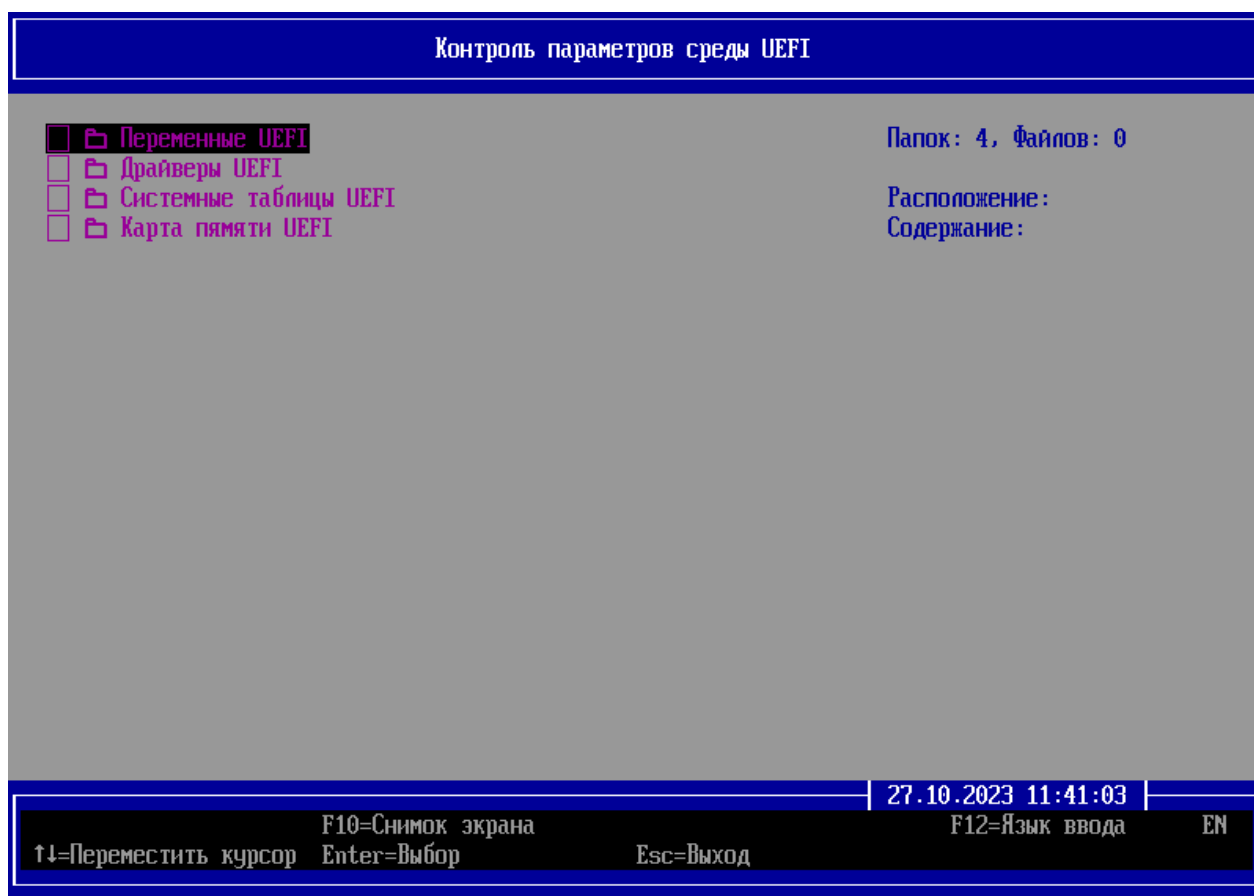 Контроль параметров среды UEFI
Переменные UEFI
Папок: 4, Файлов: 0
Драйверы UEFI
Системные таблицы UEFI
Расположение:
Карта пямяти UEFI
Содержание:
27.10.2023 11:41:03
F10=Снимок экрана F12=Язык ввода EN
↑↓=Переместить курсор Enter=Выбор Esc=Выход